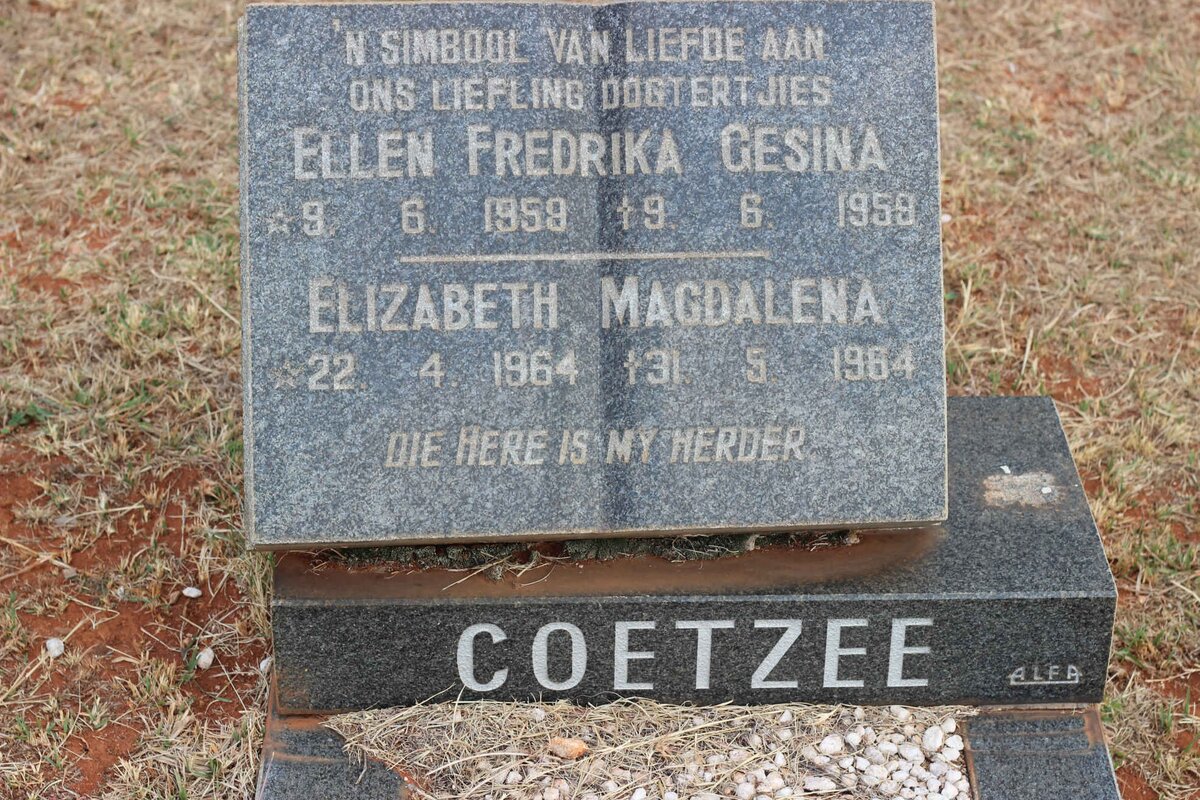 'N SIMBOOL VAN LIEFDE AAN
ONS LIEFLING DOGTERTJIES
ELLEN FREDRIKA GESINA
☆9. 6. 1959 †9. 6. 1959
ELIZABETH MAGDALENA
☆22. 4. 1964 †31. 5. 1964
DIE HERE IS MY HERDER.
COETZEE
ALFA